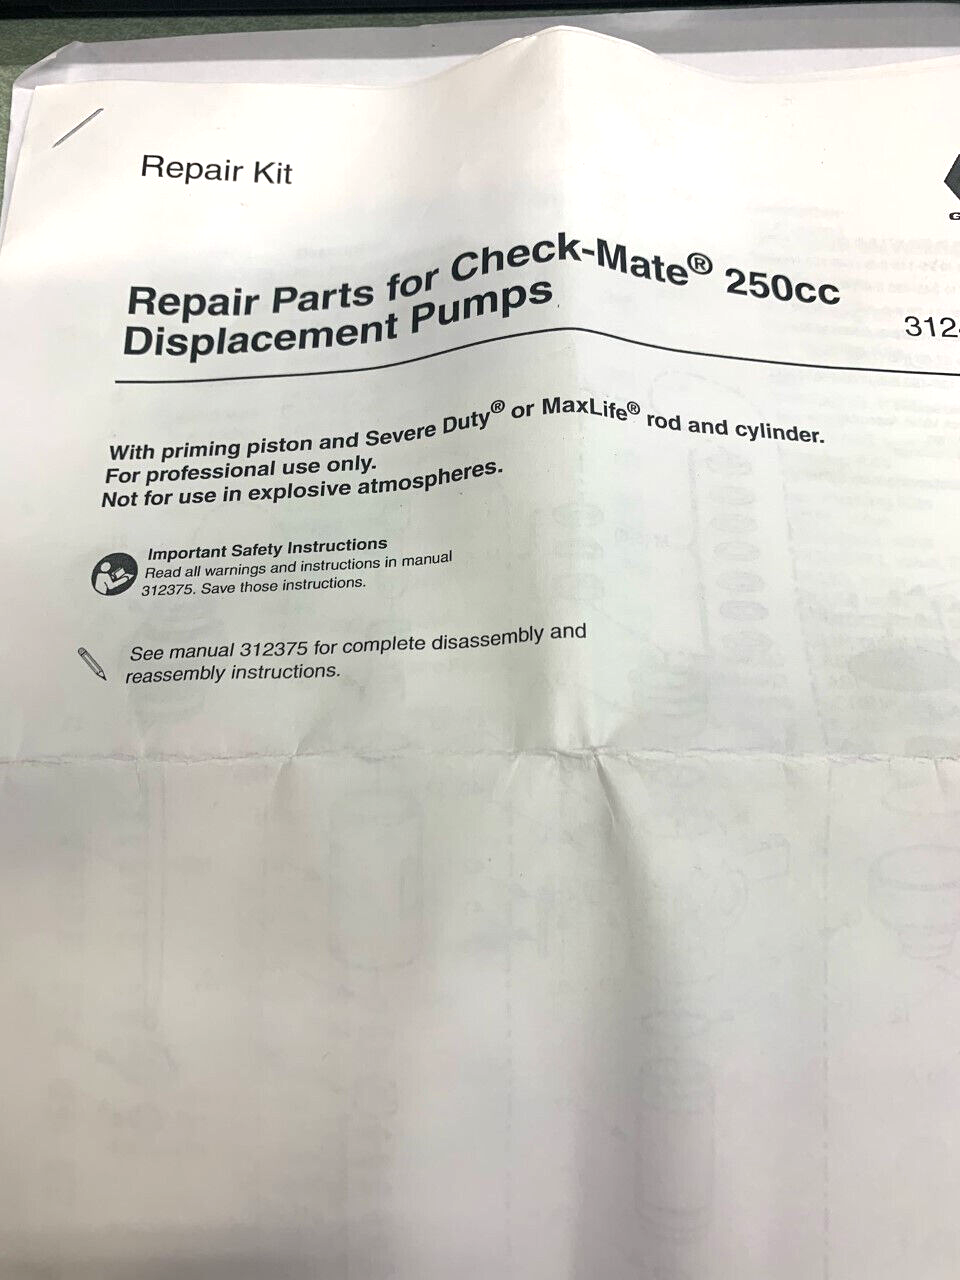 Repair Kit
G
Repair Parts for Check-Mate® 250cc
Displacement Pumps
312
With priming piston and Severe Duty® or MaxLife® rod and cylinder.
For professional use only.
Not for use in explosive atmospheres.
Important Safety Instructions
Read all warnings and instructions in manual
312375. Save those instructions.
See manual 312375 for complete disassembly and
reassembly instructions.